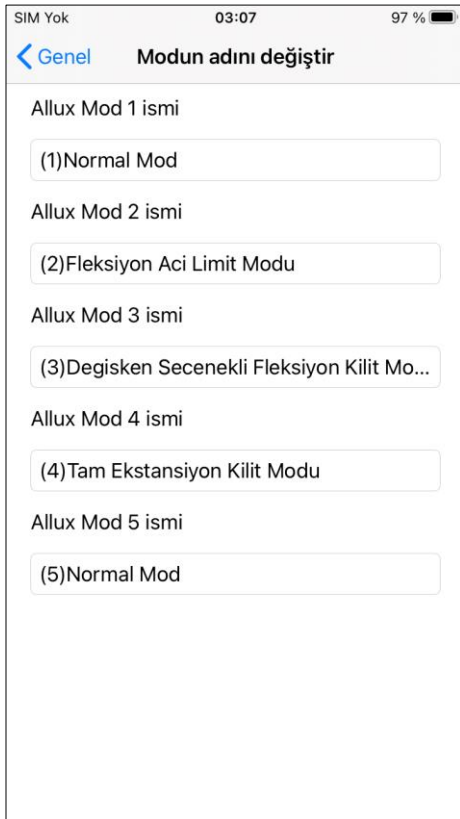 SIM Yok 03:07 97 %
Genel Modun adını değiştir
Allux Mod 1 ismi
(1)Normal Mod
Allux Mod 2 ismi
(2)Fleksiyon Aci Limit Modu
Allux Mod 3 ismi
(3)Degisken Secenekli Fleksiyon Kilit Mo...
Allux Mod 4 ismi
(4)Tam Ekstansiyon Kilit Modu
Allux Mod 5 ismi
(5)Normal Mod